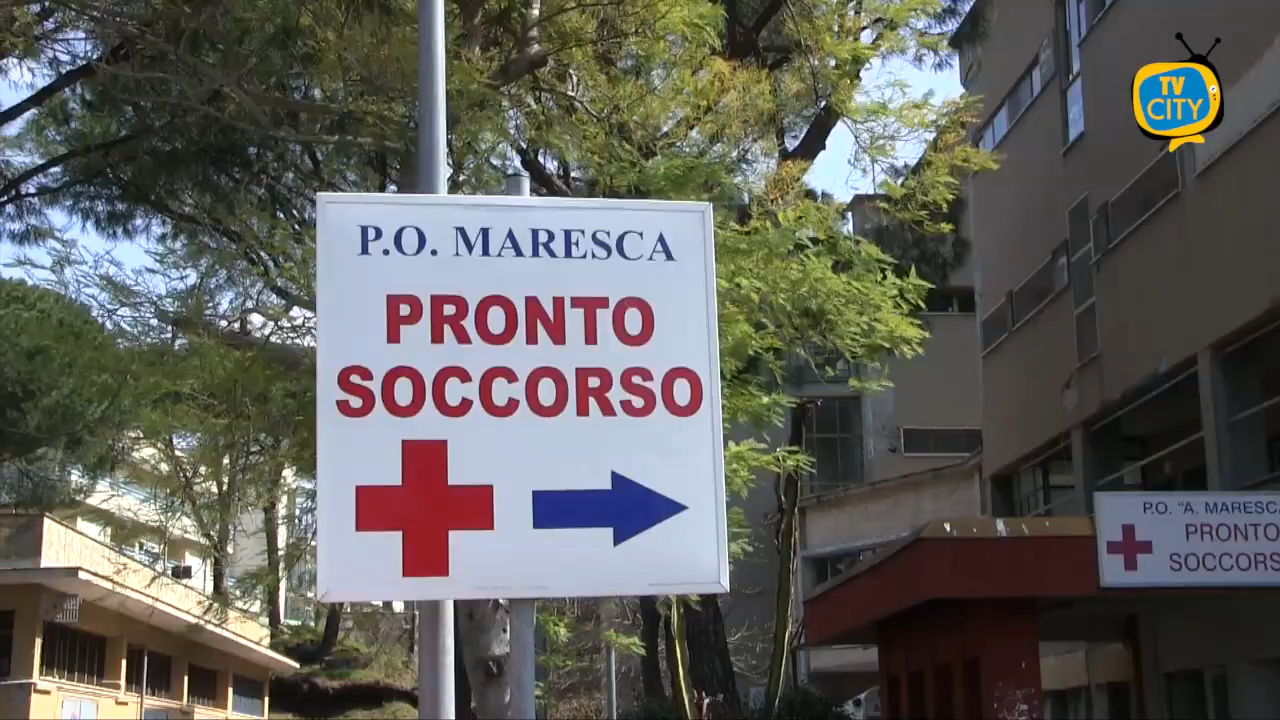 TV
CITY
P.O. MARESCA
PRONTO
SOCCORSO
P.O. "A. MARESCA
PRONTO
SOCCORS